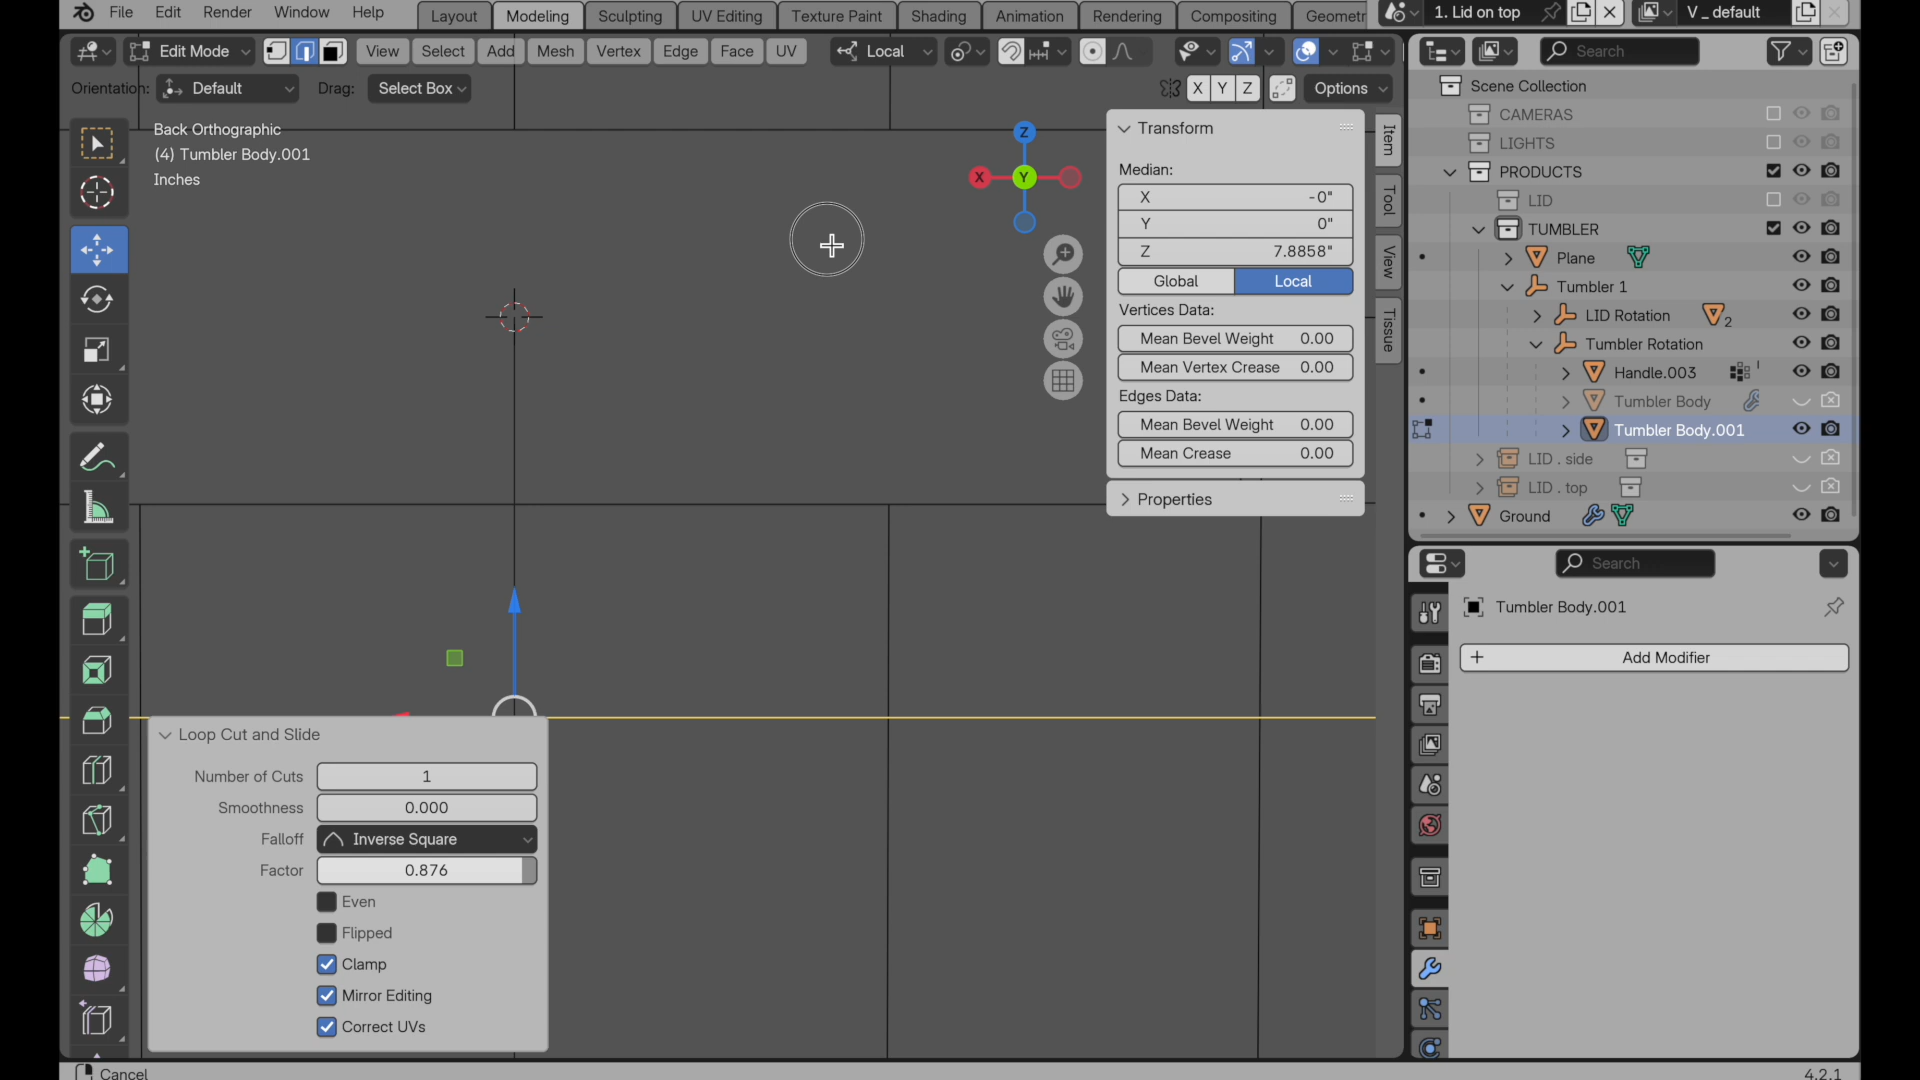 File Edit Render Window Help Layout Modeling Sculpting UV Editing Texture Paint Shading Animation Rendering Compositing Geometr 1. Lid on top V _ default
Edit Mode View Select Add Mesh Vertex Edge Face UV Local
Orientation: Default Drag: Select Box X Y Z Options
Back Orthographic
(4) Tumbler Body.001
Inches
Z
X Y
Transform
Median:
X -0"
Y 0"
Z 7.8858"
Global Local
Vertices Data:
Mean Bevel Weight 0.00
Mean Vertex Crease 0.00
Edges Data:
Mean Bevel Weight 0.00
Mean Crease 0.00
Properties
Item
Tool
View
Tissue
Search
Scene Collection
CAMERAS
LIGHTS
PRODUCTS
LID
TUMBLER
Plane
Tumbler 1
LID Rotation 2
Tumbler Rotation
Handle.003
Tumbler Body
Tumbler Body.001
LID . side
LID . top
Ground
Search
Tumbler Body.001
+ Add Modifier
Loop Cut and Slide
Number of Cuts 1
Smoothness 0.000
Falloff Inverse Square
Factor 0.876
Even
Flipped
Clamp
Mirror Editing
Correct UVs
Cancel
4.2.1